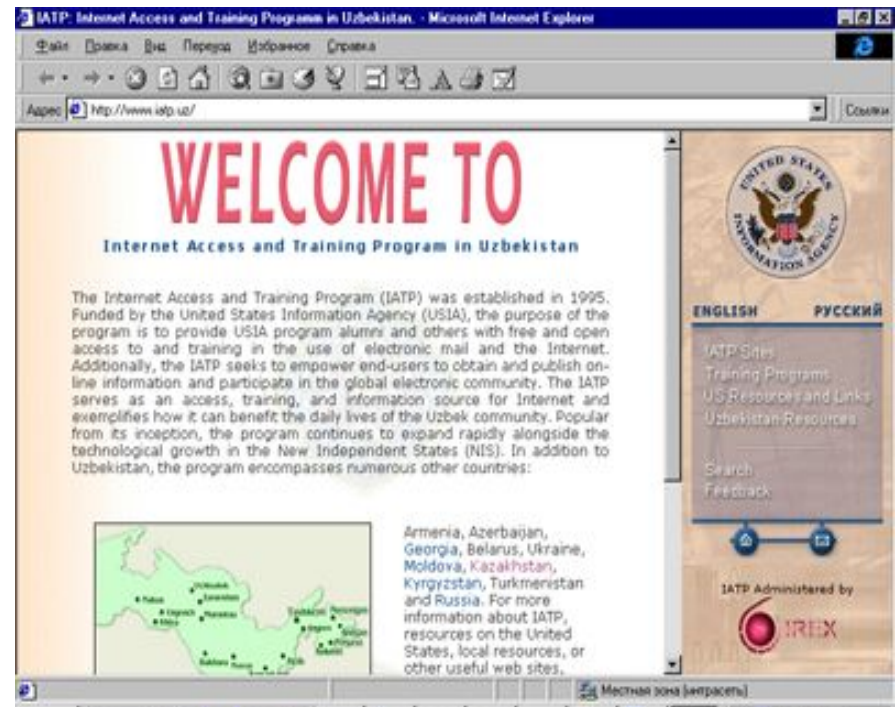 IATP: Internet Access and Training Programm in Uzbekistan. - Microsoft Internet Explorer
Файл Правка Вид Переход Избранное Справка
Адрес http://www.iatp.uz/ Ссылки
WELCOME TO
Internet Access and Training Program in Uzbekistan
The Internet Access and Training Program (IATP) was established in 1995.
Funded by the United States Information Agency (USIA), the purpose of the
program is to provide USIA program alumni and others with free and open
access to and training in the use of electronic mail and the Internet.
Additionally, the IATP seeks to empower end-users to obtain and publish on-
line information and participate in the global electronic community. The IATP
serves as an access, training, and information source for Internet and
exemplifies how it can benefit the daily lives of the Uzbek community. Popular
from its inception, the program continues to expand rapidly alongside the
technological growth in the New Independent States (NIS). In addition to
Uzbekistan, the program encompasses numerous other countries:
Armenia, Azerbaijan,
Georgia, Belarus, Ukraine,
Moldova, Kazakhstan,
Kyrgyzstan, Turkmenistan
and Russia. For more
information about IATP,
resources on the United
States, local resources, or
other useful web sites,
UNITED STATES
INFORMATION AGENCY
ENGLISH РУССКИЙ
IATP Sites
Training Programs
US Resources and Links
Uzbekistan Resources
Search
Feedback
IATP Administered by
IREX
Местная зона (интрасеть)